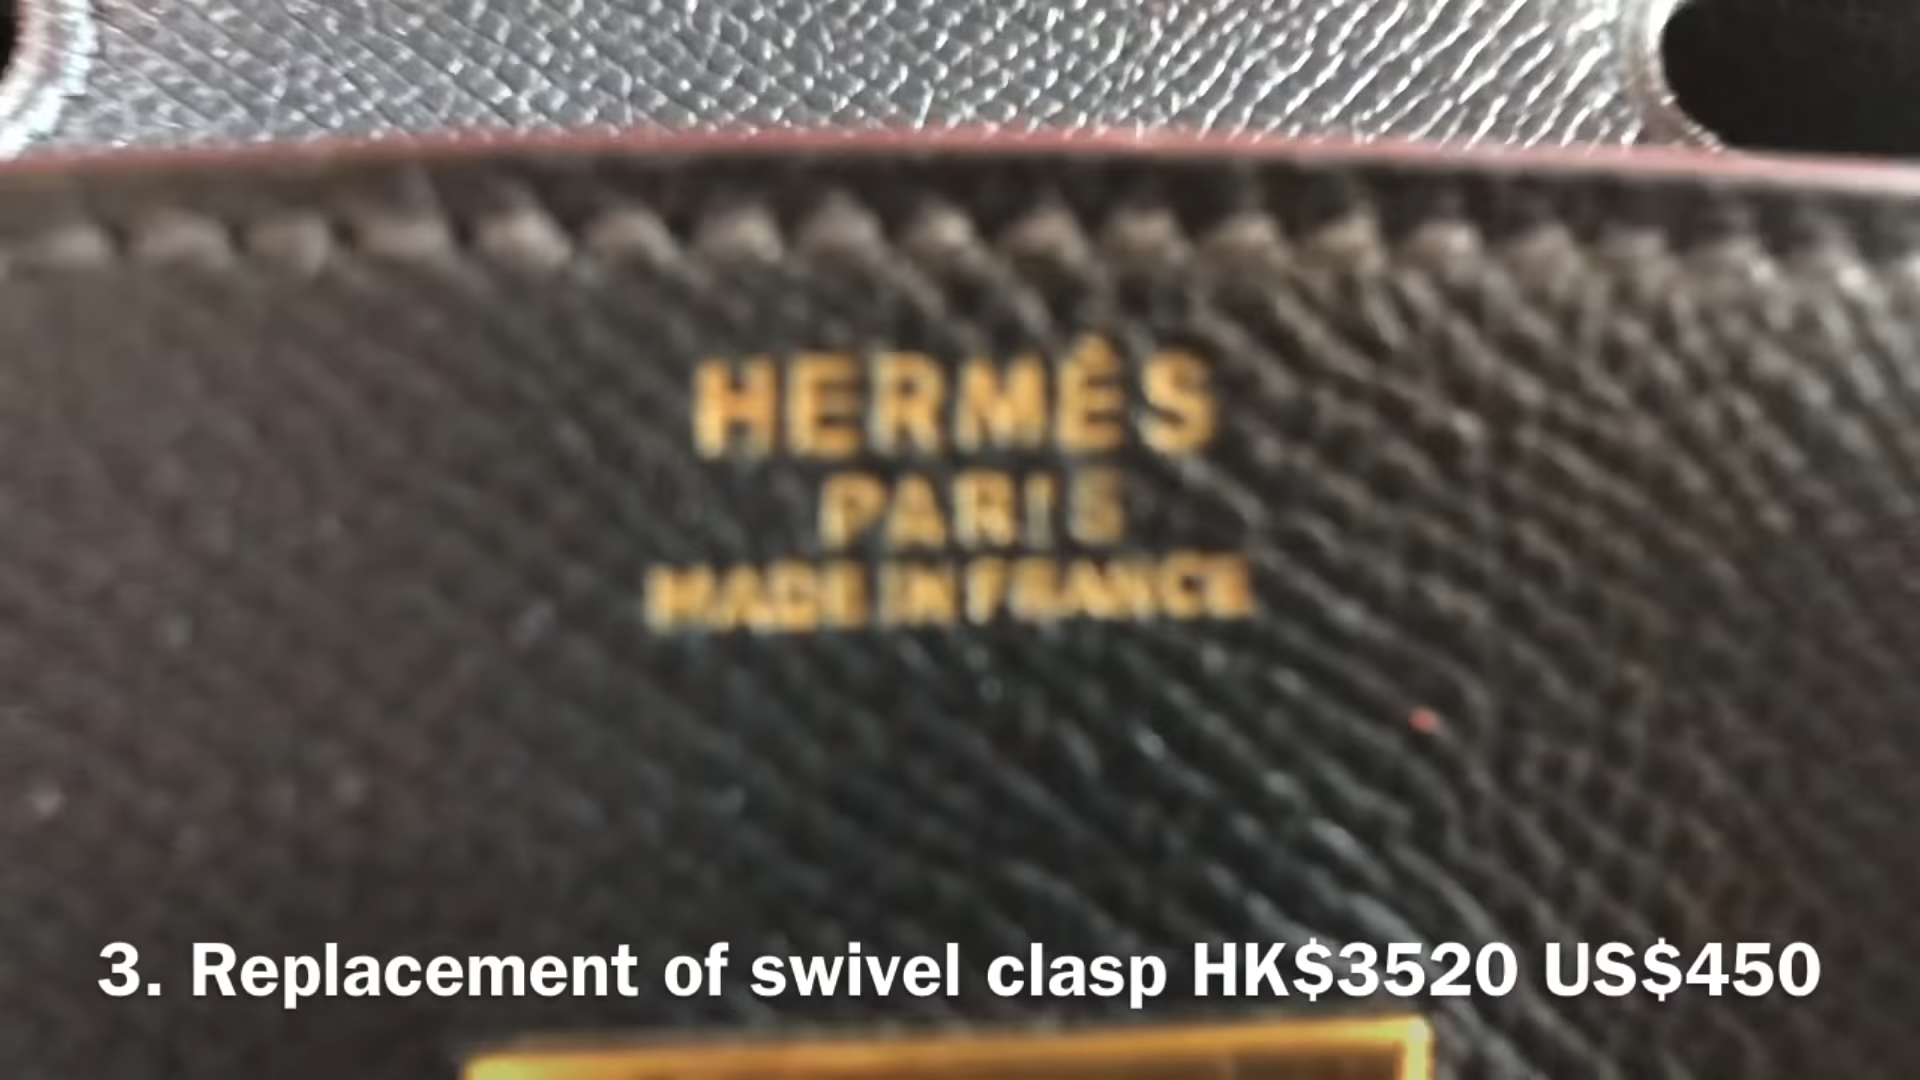 HERMÈS
PARIS
MADE IN FRANCE
3. Replacement of swivel clasp HK$3520 US$450